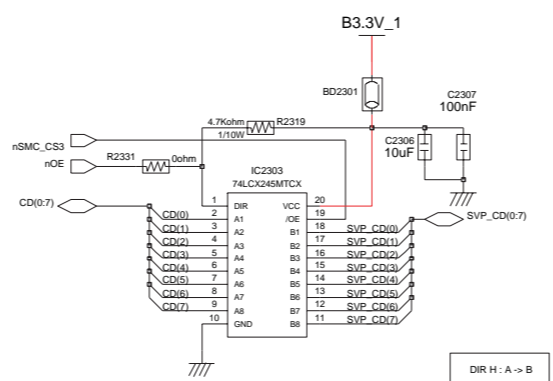 B3.3V_1
BD2301
C2307
100nF
C2306
10uF
4.7Kohm
R2319
1/10W
nSMC_CS3
nOE
R2331
0ohm
IC2303
74LCX245MTCX
CD(0:7)
SVP_CD(0:7)
1 DIR VCC 20
CD(0) 2 A1 /OE 19
CD(1) 3 A2 B1 18 SVP_CD(0)
CD(2) 4 A3 B2 17 SVP_CD(1)
CD(3) 5 A4 B3 16 SVP_CD(2)
CD(4) 6 A5 B4 15 SVP_CD(3)
CD(5) 7 A6 B5 14 SVP_CD(4)
CD(6) 8 A7 B6 13 SVP_CD(5)
CD(7) 9 A8 B7 12 SVP_CD(6)
10 GND B8 11 SVP_CD(7)
DIR H : A -> B